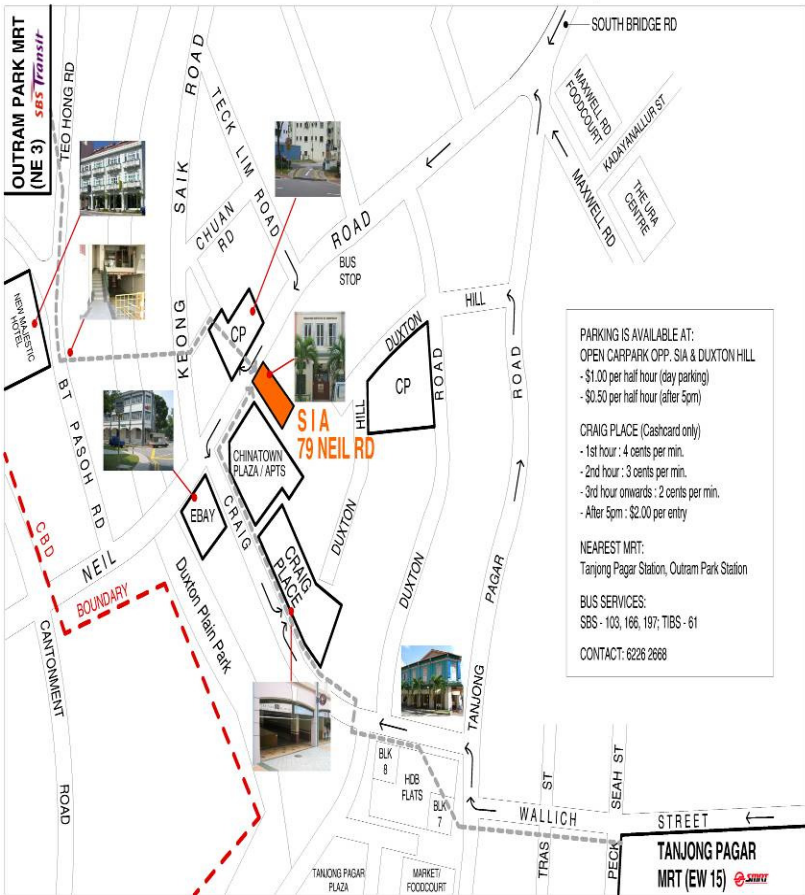 OUTRAM PARK MRT
(NE 3)
SBS Transit
TEO HONG RD
KEONG SAIK ROAD
TECK LIM ROAD
CHUAN
RD
NEIL ROAD
BUS
STOP
SOUTH BRIDGE RD
MAXWELL RD
FOODCOURT
KADAYANALLUR ST
MAXWELL RD
THE URA
CENTRE
NEW MAJESTIC
HOTEL
CP
DUXTON HILL
HILL
CP
DUXTON ROAD
TANJONG PAGAR ROAD
SIA
79 NEIL RD
CHINATOWN
PLAZA / APTS
EBAY
CRAIG
CRAIG
PLACE
DUXTON
BT PASOH RD
CBD
BOUNDARY
Duxton Plain Park
CANTONMENT
ROAD
PARKING IS AVAILABLE AT:
OPEN CARPARK OPP. SIA & DUXTON HILL
- $1.00 per half hour (day parking)
- $0.50 per half hour (after 5pm)
CRAIG PLACE (Cashcard only)
- 1st hour : 4 cents per min.
- 2nd hour : 3 cents per min.
- 3rd hour onwards : 2 cents per min.
- After 5pm : $2.00 per entry
NEAREST MRT:
Tanjong Pagar Station, Outram Park Station
BUS SERVICES:
SBS - 103, 166, 197; TIBS - 61
CONTACT: 6226 2668
BLK
8
HDB
FLATS
BLK
7
TANJONG PAGAR
PLAZA
MARKET/
FOODCOURT
TRAS ST
PECK SEAH ST
WALLICH STREET
TANJONG PAGAR
MRT (EW 15)
SMRT